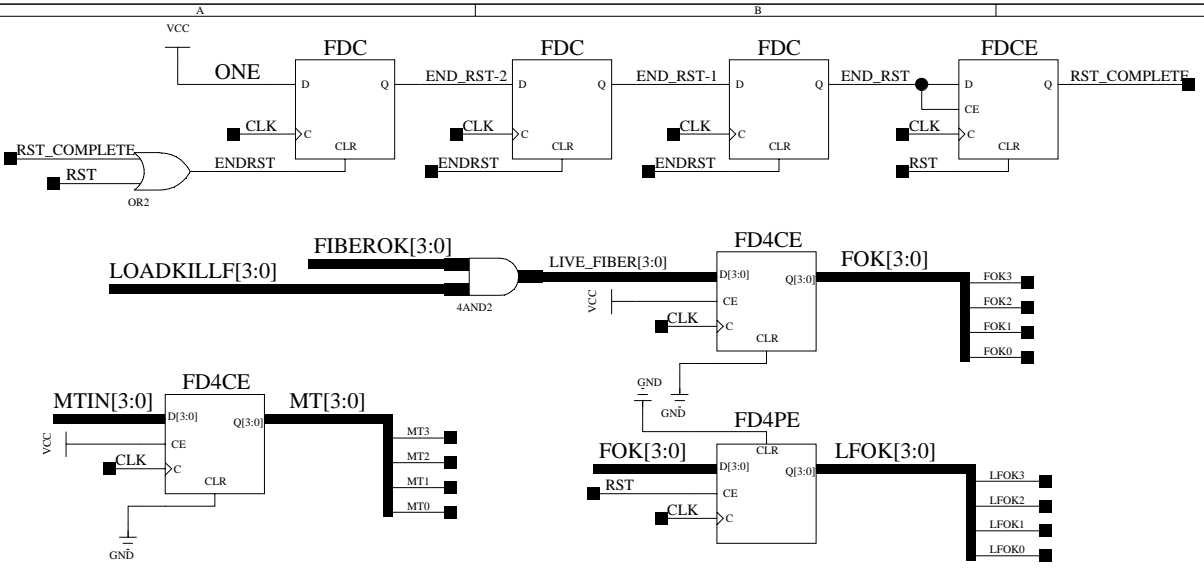 A
B
VCC
FDC
FDC
FDC
FDCE
ONE
D
Q
END_RST-2
D
Q
END_RST-1
D
Q
END_RST
D
Q
RST_COMPLETE
CE
CLK
C
CLK
C
CLK
C
CLK
C
CLR
CLR
CLR
CLR
RST_COMPLETE
RST
ENDRST
ENDRST
ENDRST
RST
OR2
FIBEROK[3:0]
LOADKILLF[3:0]
4AND2
LIVE_FIBER[3:0]
FD4CE
D[3:0]
Q[3:0]
FOK[3:0]
VCC
CE
CLK
C
CLR
FOK3
FOK2
FOK1
FOK0
GND
GND
FD4CE
MTIN[3:0]
D[3:0]
Q[3:0]
MT[3:0]
VCC
CE
CLK
C
CLR
MT3
MT2
MT1
MT0
GND
FD4PE
CLR
FOK[3:0]
D[3:0]
Q[3:0]
LFOK[3:0]
RST
CE
CLK
C
LFOK3
LFOK2
LFOK1
LFOK0